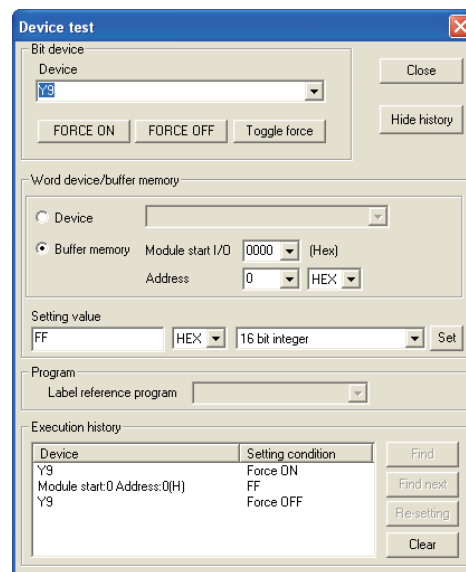 Device test
Bit device
Device
Close
Y9
FORCE ON FORCE OFF Toggle force
Hide history
Word device/buffer memory
Device
Buffer memory Module start I/O 0000 (Hex)
Address 0 HEX
Setting value
FF HEX 16 bit integer Set
Program
Label reference program
Execution history
Device Setting condition Find
Y9 Force ON
Module start:0 Address:0(H) FF Find next
Y9 Force OFF
Re-setting
Clear